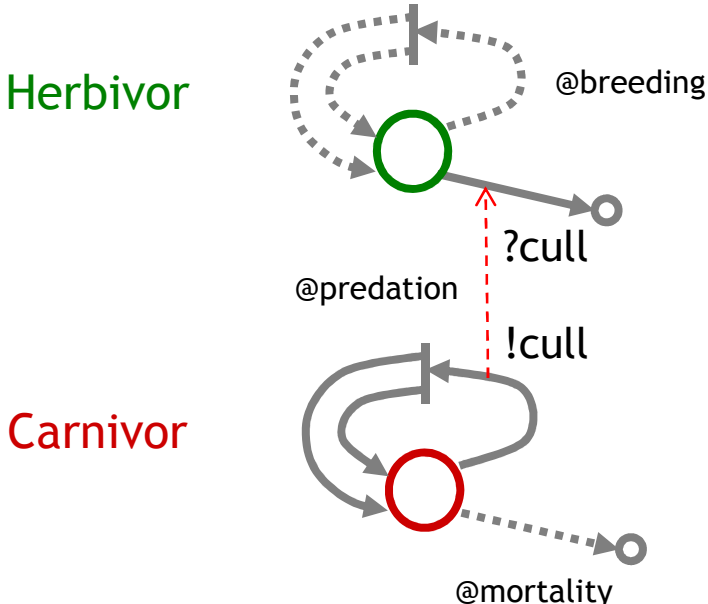 Herbivor
@breeding
?cull
@predation
!cull
Carnivor
@mortality